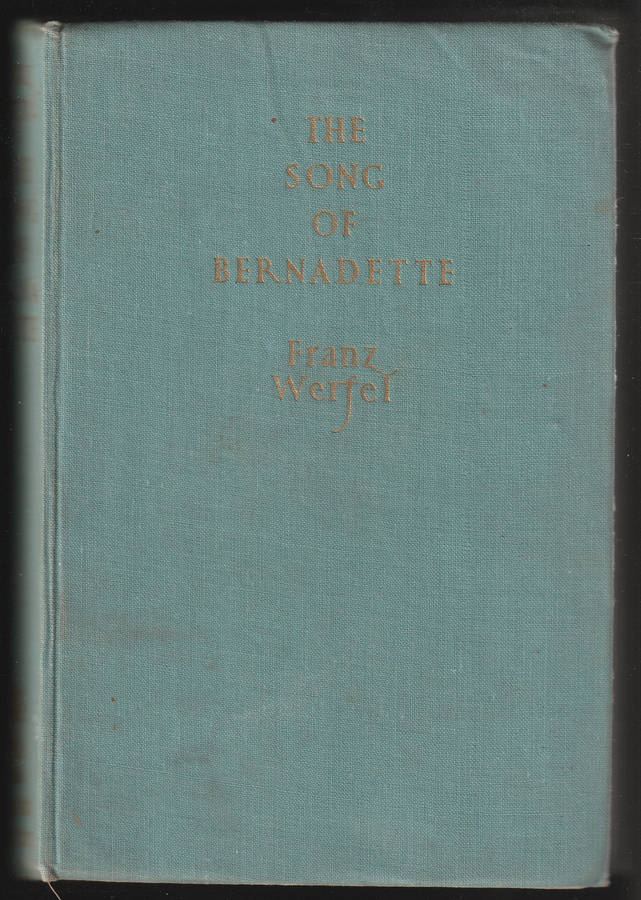 THE
SONG
OF
BERNADETTE
Franz
Werfel